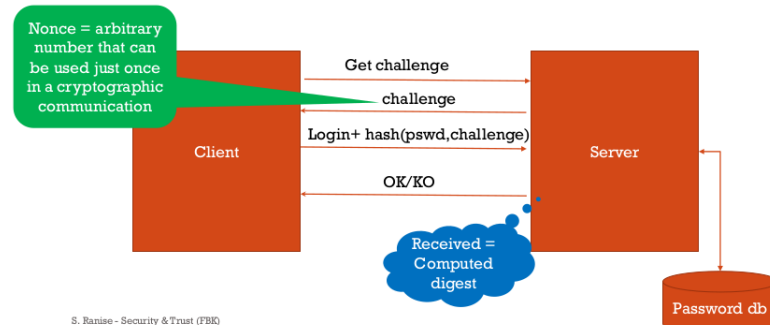 Nonce = arbitrary
number that can
be used just once
in a cryptographic
communication
Get challenge
challenge
Login+ hash(pswd,challenge)
OK/KO
Client
Server
Received =
Computed
digest
Password db
S. Ranise - Security & Trust (FBK)